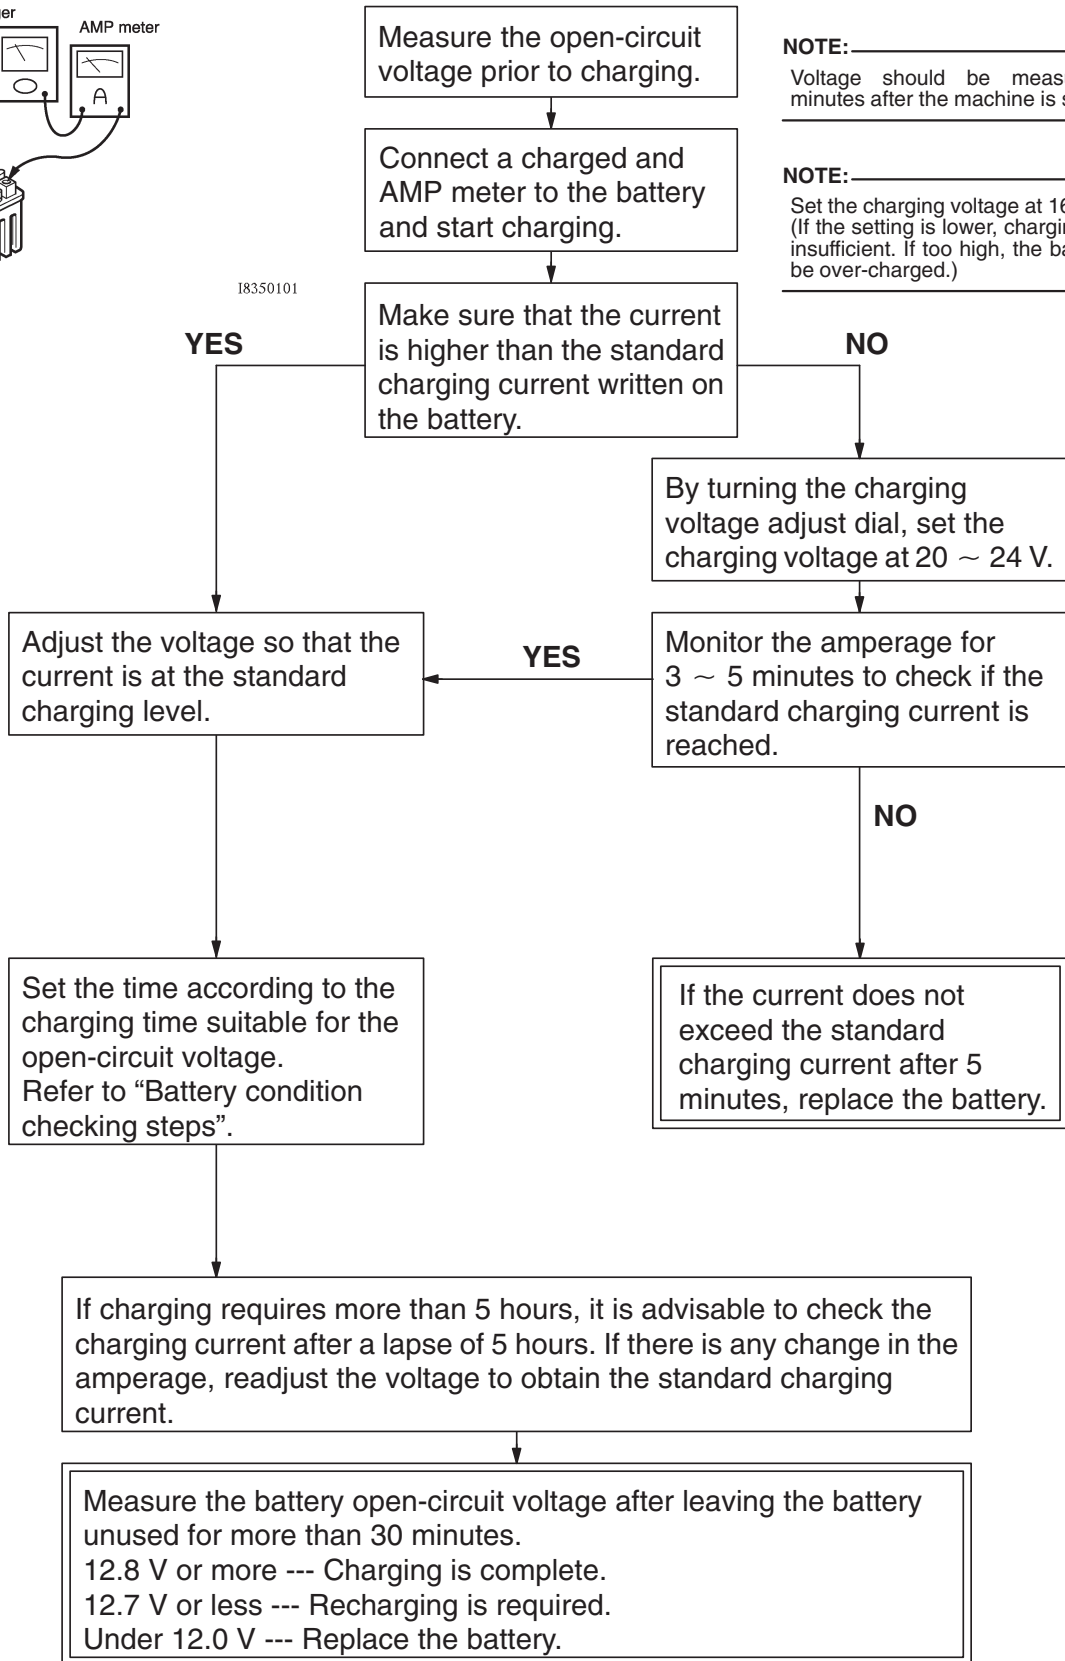 AMP meter
A
Measure the open-circuit
voltage prior to charging.
NOTE:
Voltage should be
minutes after the machine is
Connect a charged and
AMP meter to the battery
and start charging.
NOTE:
Set the charging voltage at
(If the setting is lower,
insufficient. If too high, the
be over-charged.)
I8350101
Make sure that the current
is higher than the standard
charging current written on
the battery.
YES
NO
By turning the charging
voltage adjust dial, set the
charging voltage at 20 ~ 24 V.
Adjust the voltage so that the
current is at the standard
charging level.
YES
Monitor the amperage for
3 ~ 5 minutes to check if the
standard charging current is
reached.
NO
Set the time according to the
charging time suitable for the
open-circuit voltage.
Refer to “Battery condition
checking steps”.
If the current does not
exceed the standard
charging current after 5
minutes, replace the battery.
If charging requires more than 5 hours, it is advisable to check the
charging current after a lapse of 5 hours. If there is any change in the
amperage, readjust the voltage to obtain the standard charging
current.
Measure the battery open-circuit voltage after leaving the battery
unused for more than 30 minutes.
12.8 V or more --- Charging is complete.
12.7 V or less --- Recharging is required.
Under 12.0 V --- Replace the battery.